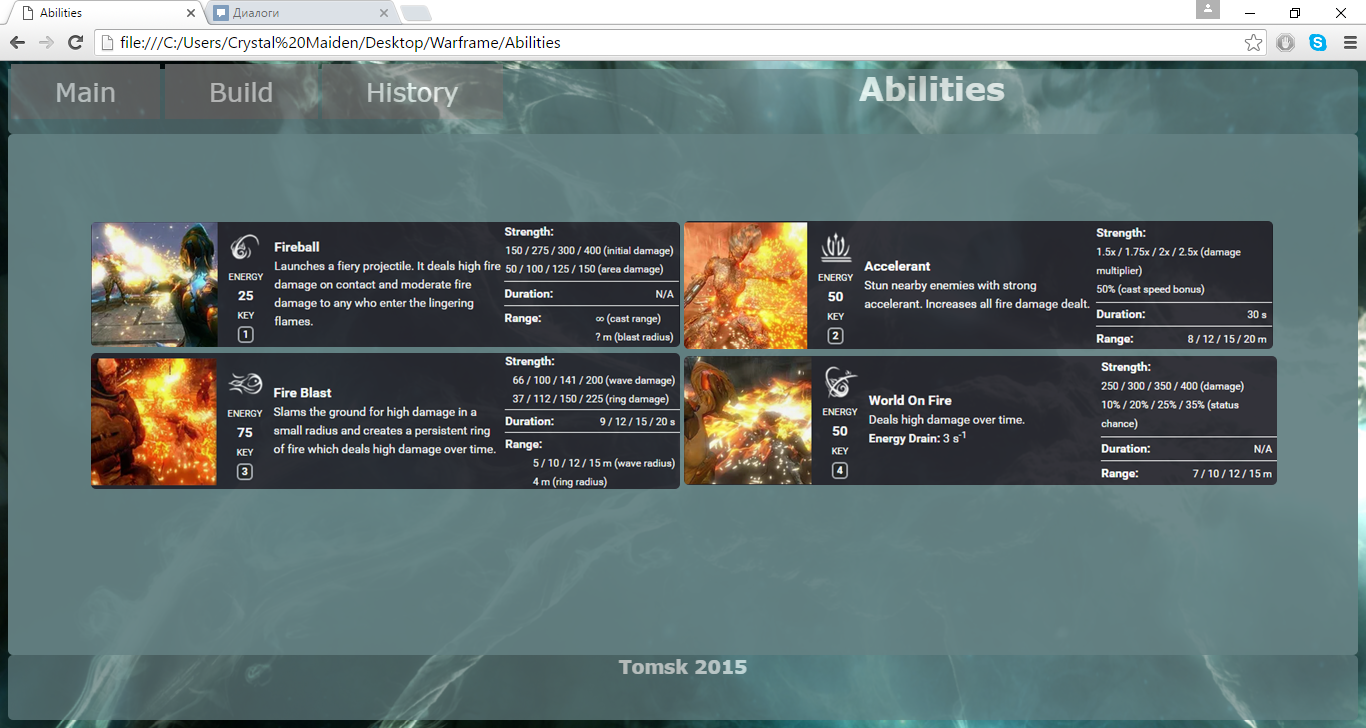 Abilities
Диалоги
file:///C:/Users/Crystal%20Maiden/Desktop/Warframe/Abilities
Main Build History
Abilities
ENERGY
25
KEY
1
Fireball
Launches a fiery projectile. It deals high fire
damage on contact and moderate fire
damage to any who enter the lingering
flames.
Strength:
150 / 275 / 300 / 400 (initial damage)
50 / 100 / 125 / 150 (area damage)
Duration: N/A
Range: ∞ (cast range)
? m (blast radius)
ENERGY
50
KEY
2
Accelerant
Stun nearby enemies with strong
accelerant. Increases all fire damage dealt.
Strength:
1.5x / 1.75x / 2x / 2.5x (damage
multiplier)
50% (cast speed bonus)
Duration: 30 s
Range: 8 / 12 / 15 / 20 m
ENERGY
75
KEY
3
Fire Blast
Slams the ground for high damage in a
small radius and creates a persistent ring
of fire which deals high damage over time.
Strength:
66 / 100 / 141 / 200 (wave damage)
37 / 112 / 150 / 225 (ring damage)
Duration: 9 / 12 / 15 / 20 s
Range:
5 / 10 / 12 / 15 m (wave radius)
4 m (ring radius)
ENERGY
50
KEY
4
World On Fire
Deals high damage over time.
Energy Drain: 3 s-1
Strength:
250 / 300 / 350 / 400 (damage)
10% / 20% / 25% / 35% (status
chance)
Duration: N/A
Range: 7 / 10 / 12 / 15 m
Tomsk 2015